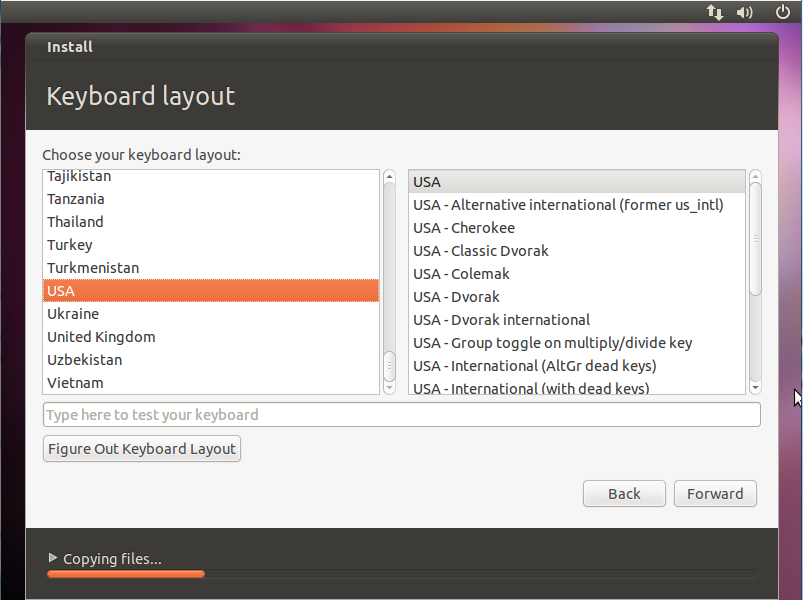 Install
Keyboard layout
Choose your keyboard layout:
Tajikistan
Tanzania
Thailand
Turkey
Turkmenistan
USA
Ukraine
United Kingdom
Uzbekistan
Vietnam
USA
USA - Alternative international (former us_intl)
USA - Cherokee
USA - Classic Dvorak
USA - Colemak
USA - Dvorak
USA - Dvorak international
USA - Group toggle on multiply/divide key
USA - International (AltGr dead keys)
USA - International (with dead keys)
Type here to test your keyboard
Figure Out Keyboard Layout
Back Forward
Copying files...